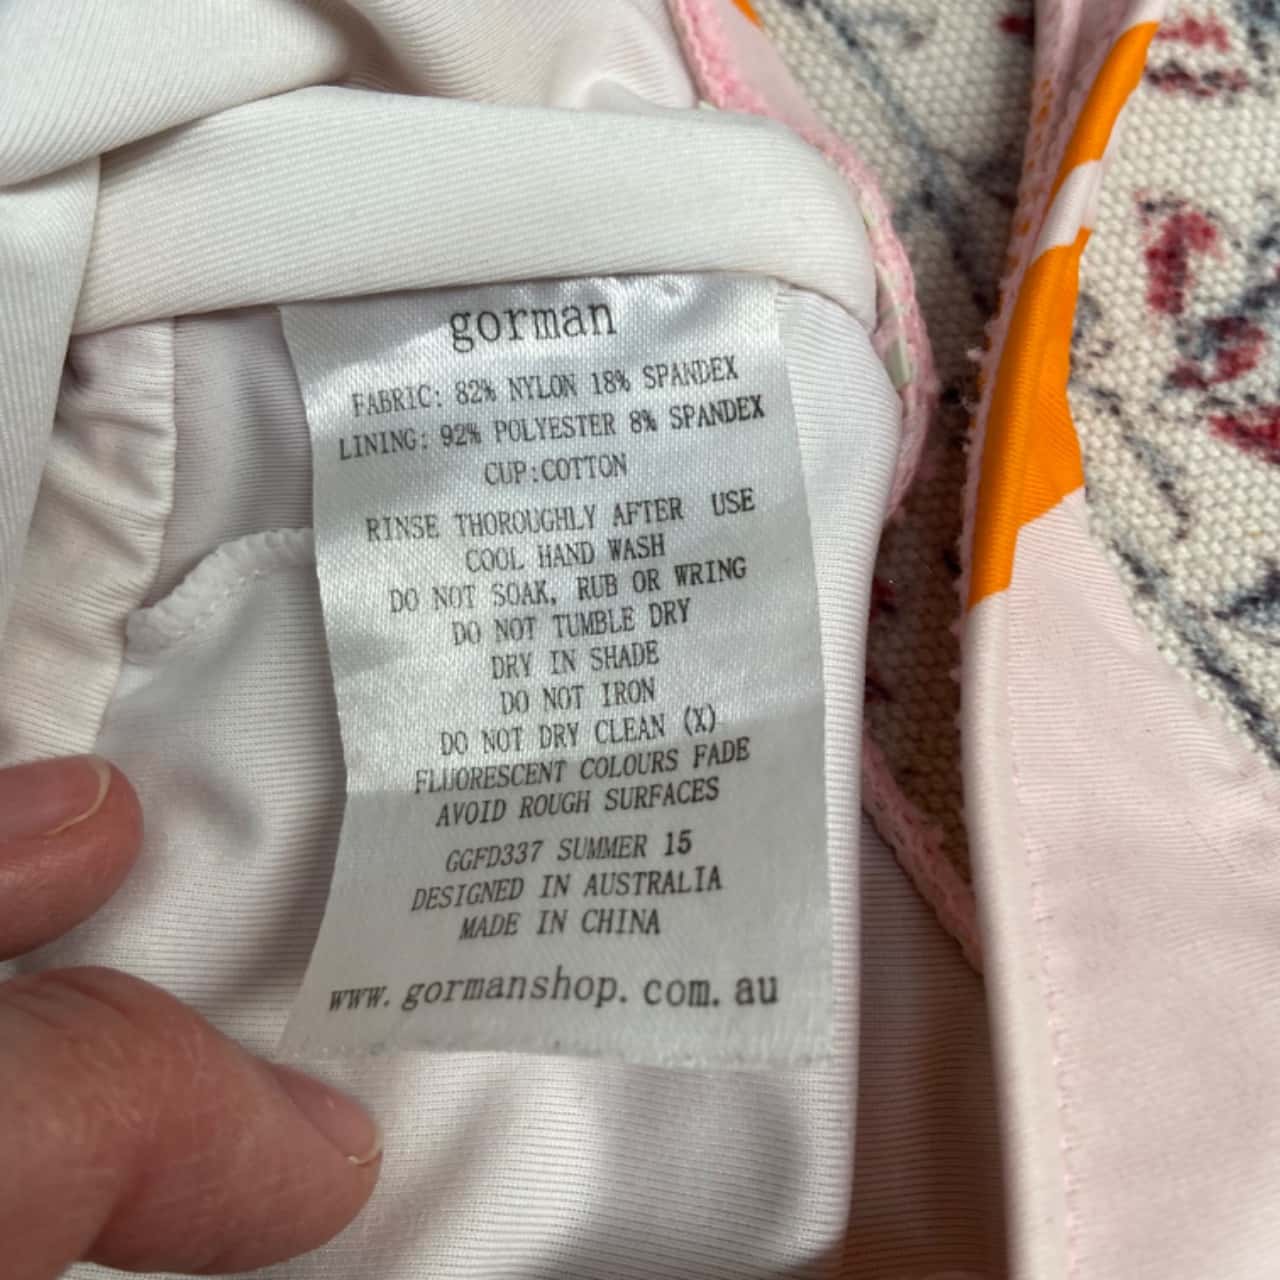 gorman
FABRIC: 82% NYLON 18% SPANDEX
LINING: 92% POLYESTER 8% SPANDEX
CUP:COTTON
RINSE THOROUGHLY AFTER USE
COOL HAND WASH
DO NOT SOAK, RUB OR WRING
DO NOT TUMBLE DRY
DRY IN SHADE
DO NOT IRON
DO NOT DRY CLEAN (X)
FLUORESCENT COLOURS FADE
AVOID ROUGH SURFACES
GGFD337 SUMMER 15
DESIGNED IN AUSTRALIA
MADE IN CHINA
www.gormanshop.com.au